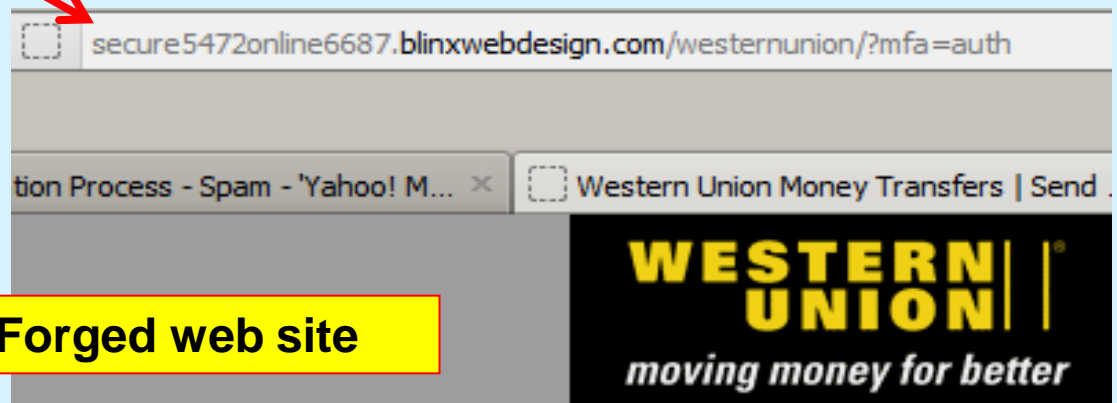 secure5472online6687.blinxwebdesign.com/westernunion/?mfa=auth
tion Process - Spam - 'Yahoo! M... ×
Western Union Money Transfers | Send .
WESTERN
UNION®
moving money for better
Forged web site